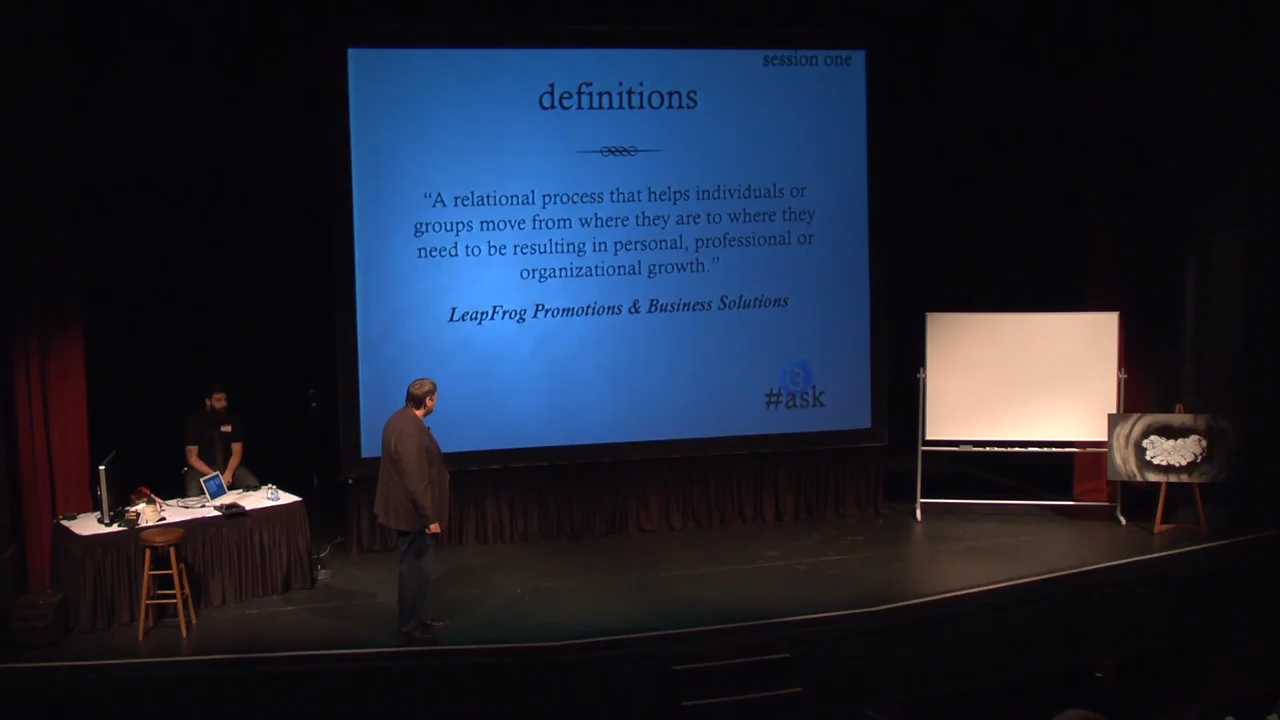 session one
definitions
“A relational process that helps individuals or
groups move from where they are to where they
need to be resulting in personal, professional or
organizational growth.”
LeapFrog Promotions & Business Solutions
#ask